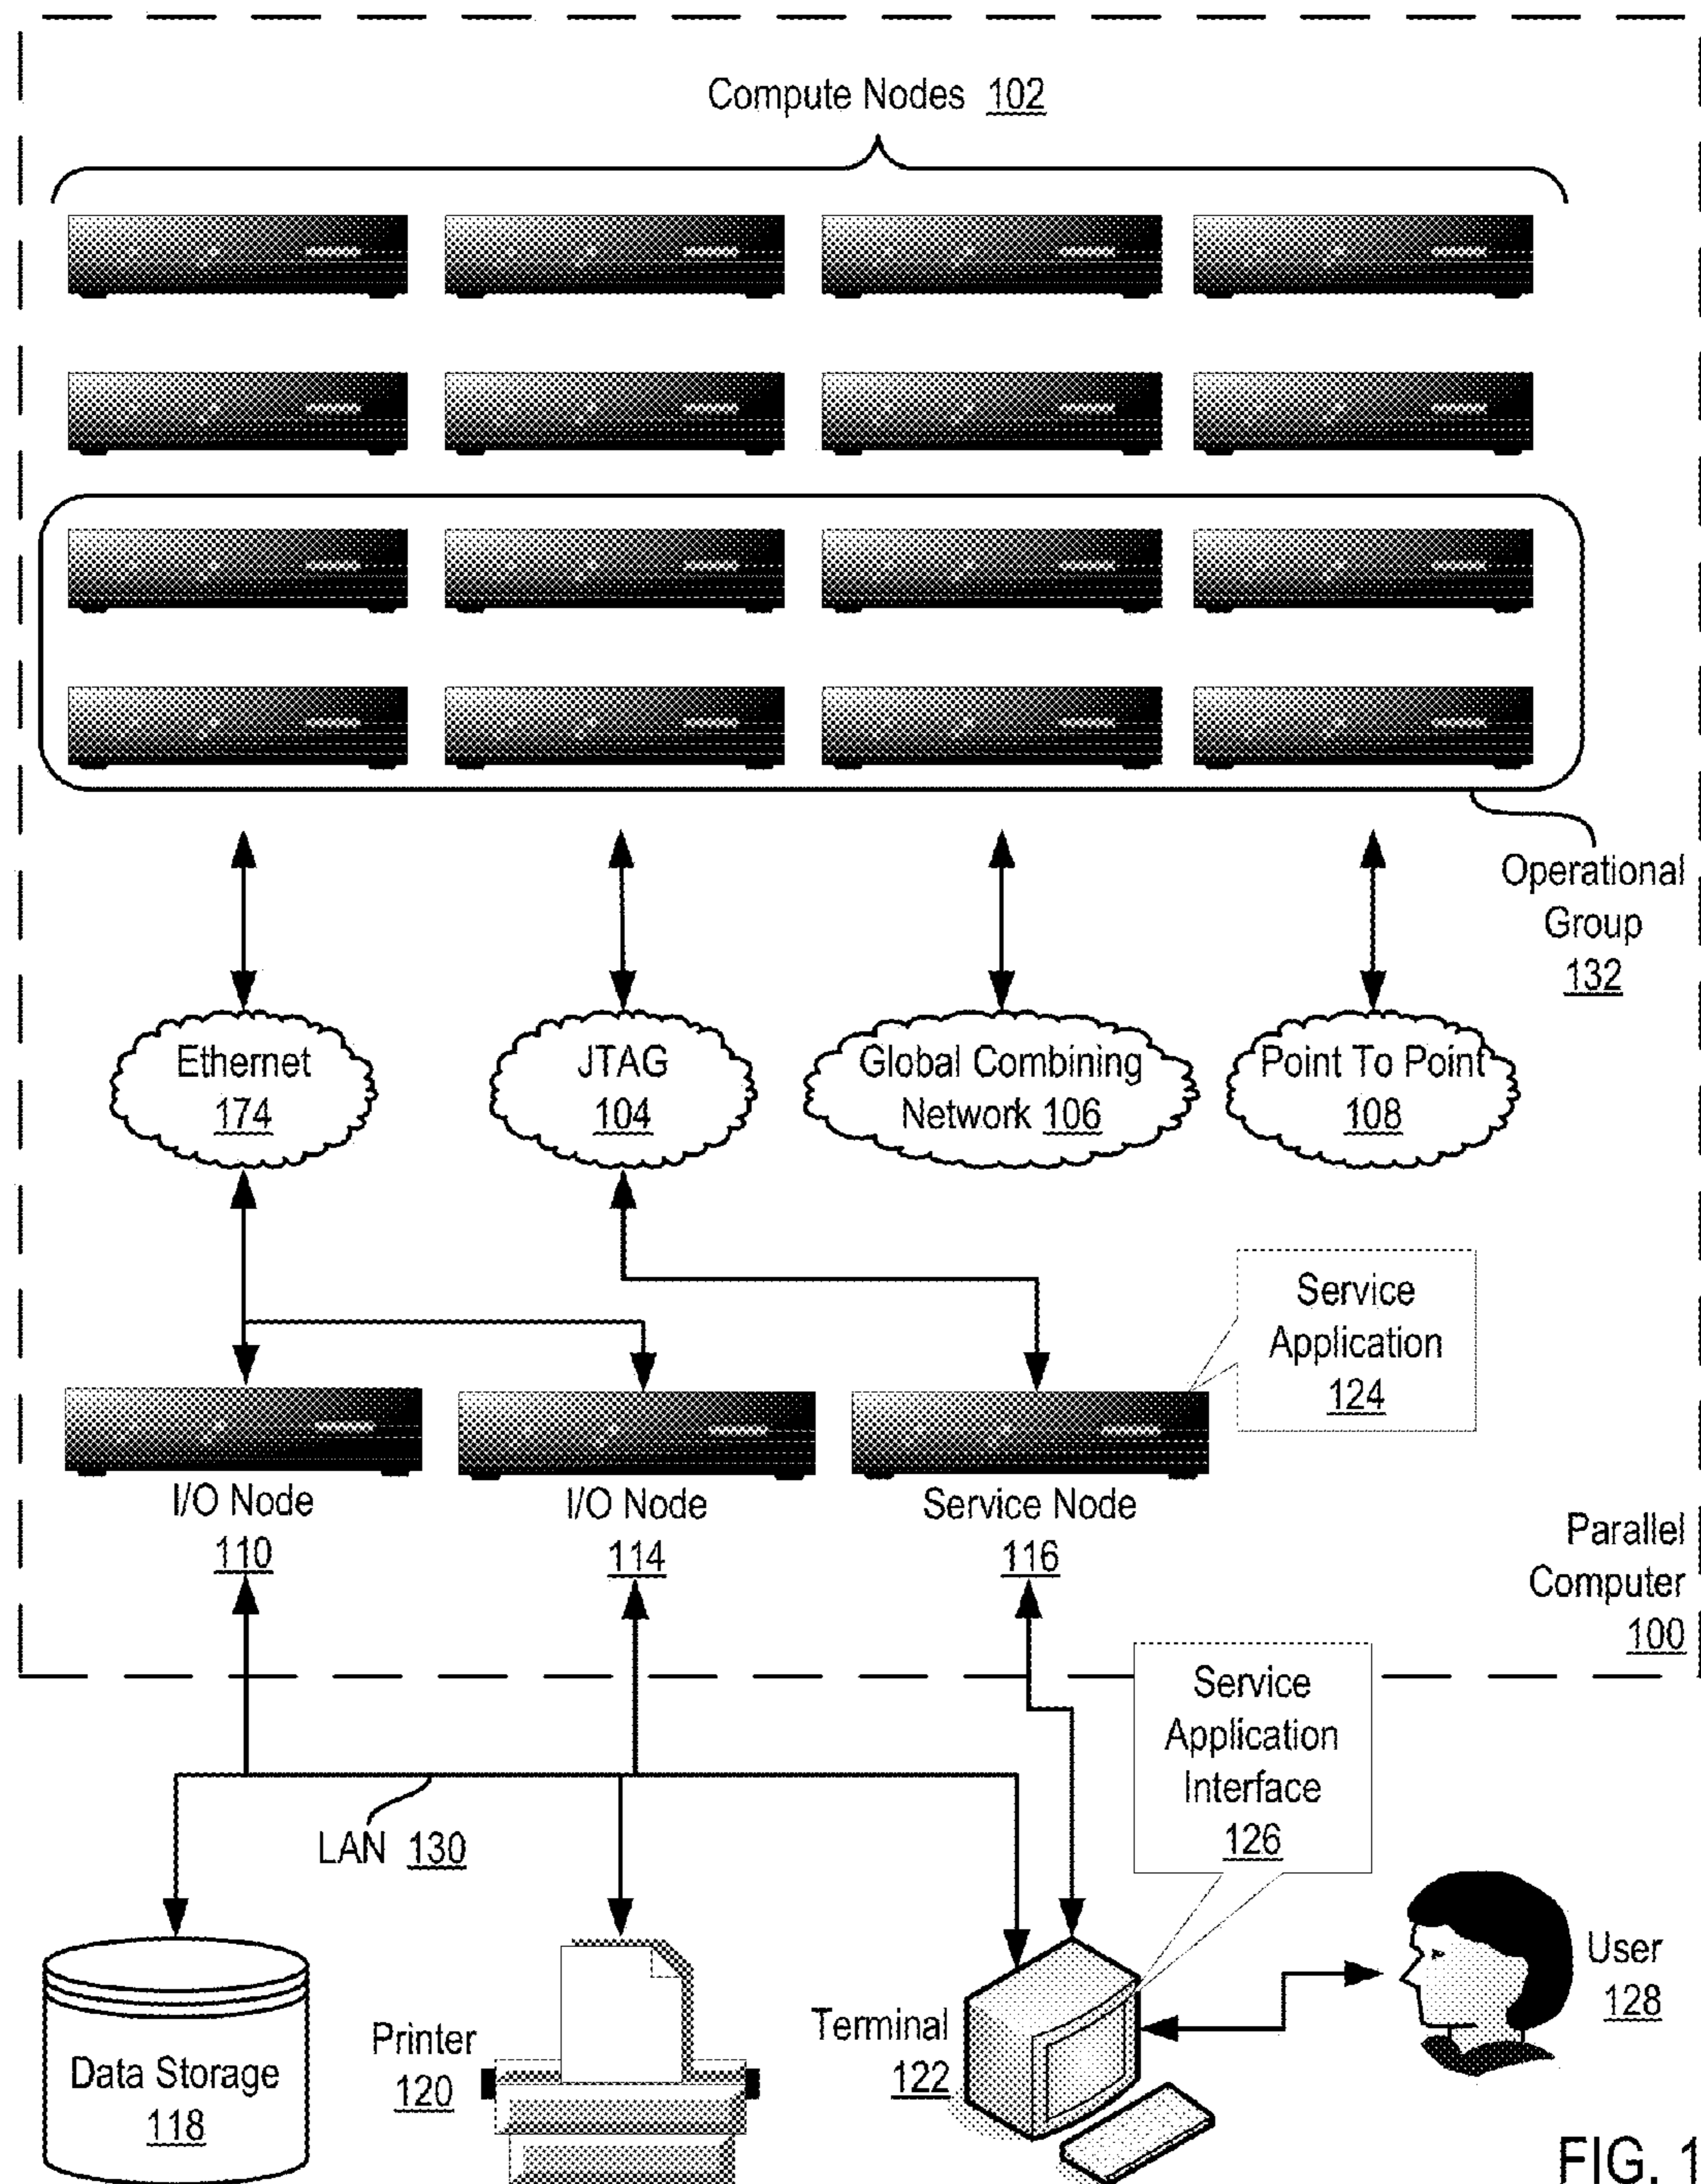 Compute Nodes 102
Operational
Group
132
Ethernet
174
JTAG
104
Global Combining
Network 106
Point To Point
108
Service
Application
124
I/O Node
110
I/O Node
114
Service Node
116
Parallel
Computer
100
Service
Application
Interface
126
LAN 130
Data Storage
118
Printer
120
Terminal
122
User
128
FIG. 1